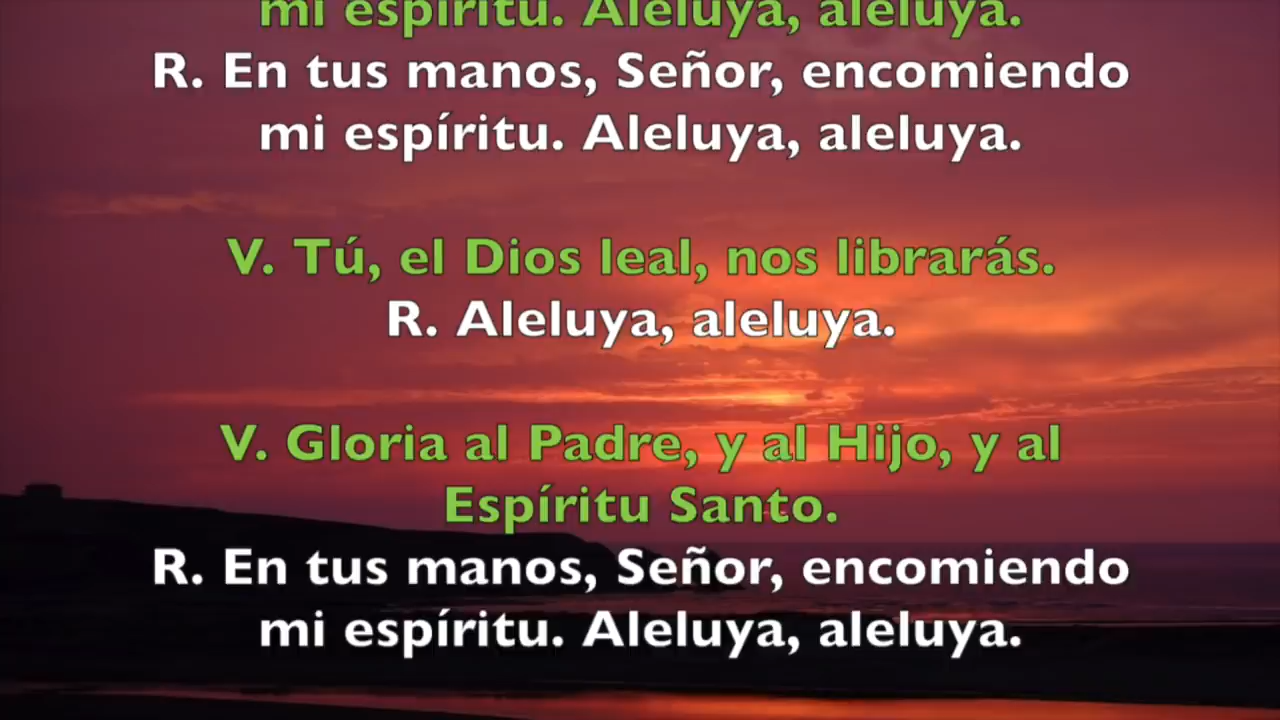 mi espíritu. Aleluya, aleluya.
R. En tus manos, Señor, encomiendo
mi espíritu. Aleluya, aleluya.
V. Tú, el Dios leal, nos librarás.
R. Aleluya, aleluya.
V. Gloria al Padre, y al Hijo, y al
Espíritu Santo.
R. En tus manos, Señor, encomiendo
mi espíritu. Aleluya, aleluya.